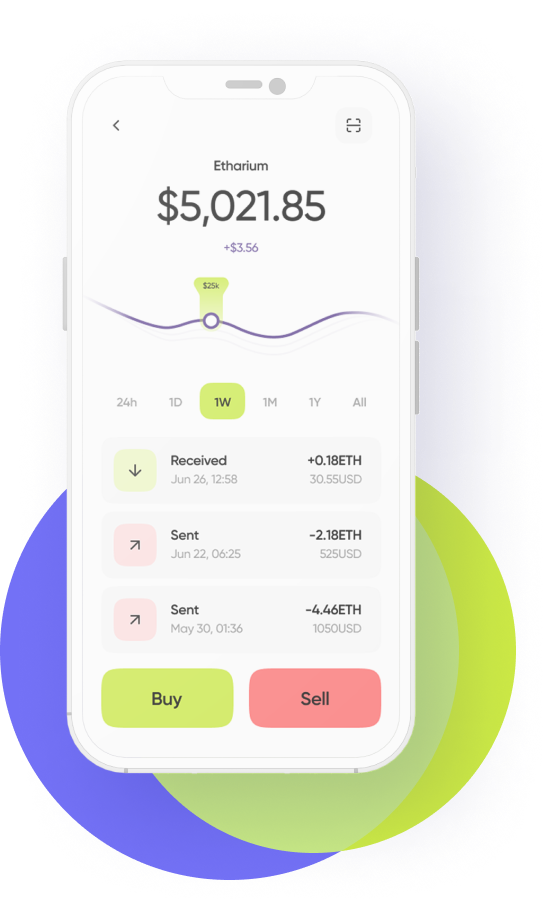 Etharium
$5,021.85
+$3.56
$25k
24h 1D 1W 1M 1Y All
Received +0.18ETH
Jun 26, 12:58 30.55USD
Sent -2.18ETH
Jun 22, 06:25 525USD
Sent -4.46ETH
May 30, 01:36 1050USD
Buy Sell